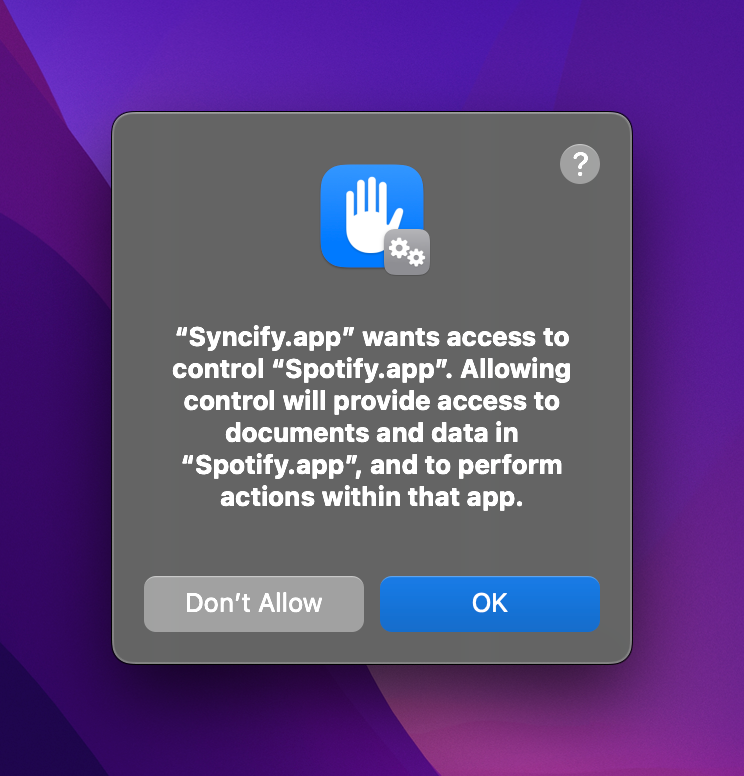 ?
“Syncify.app” wants access to
control “Spotify.app”. Allowing
control will provide access to
documents and data in
“Spotify.app”, and to perform
actions within that app.
Don’t Allow
OK